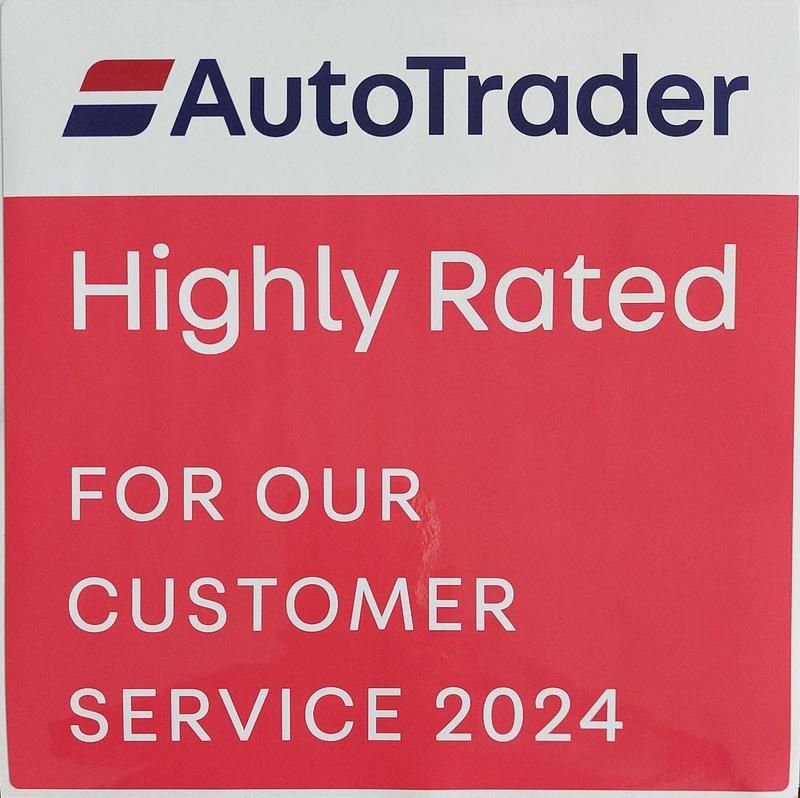 AutoTrader
Highly Rated
FOR OUR
CUSTOMER
SERVICE 2024